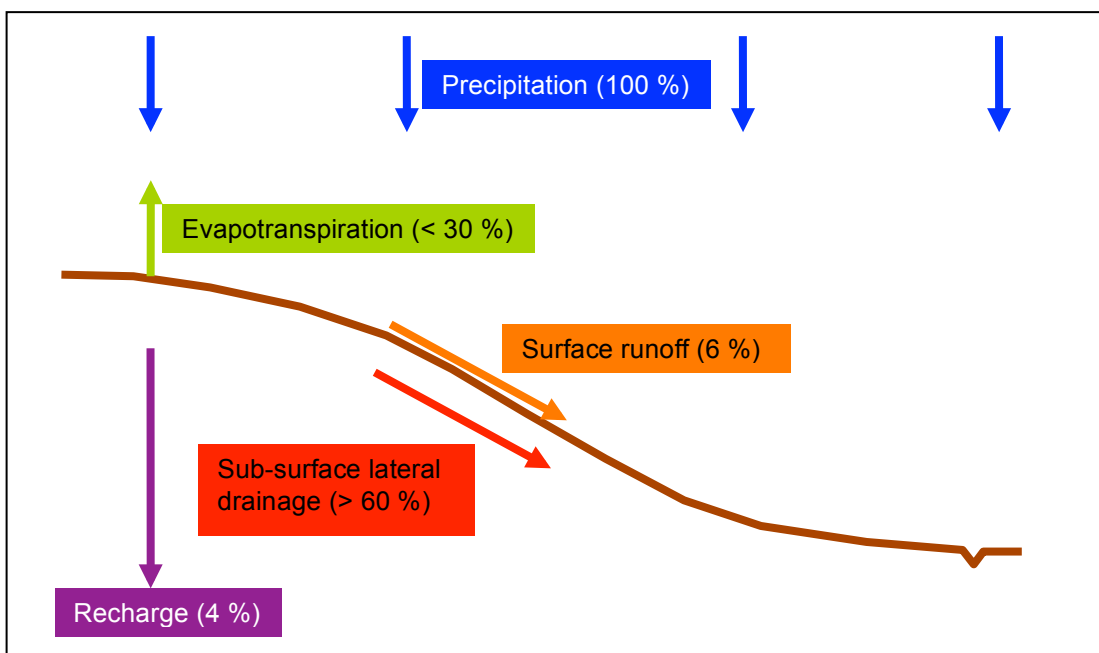 Precipitation (100 %)
Evapotranspiration (< 30 %)
Surface runoff (6 %)
Sub-surface lateral
drainage (> 60 %)
Recharge (4 %)